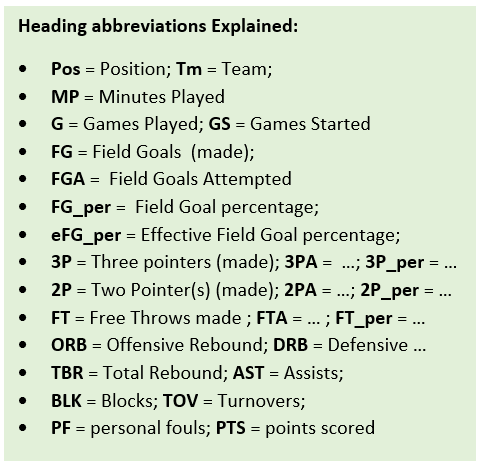 Heading abbreviations Explained:
• Pos = Position; Tm = Team;
• MP = Minutes Played
• G = Games Played; GS = Games Started
• FG = Field Goals (made);
• FGA = Field Goals Attempted
• FG_per = Field Goal percentage;
• eFG_per = Effective Field Goal percentage;
• 3P = Three pointers (made); 3PA = ...; 3P_per = ...
• 2P = Two Pointer(s) (made); 2PA = ...; 2P_per = ...
• FT = Free Throws made ; FTA = ... ; FT_per = ...
• ORB = Offensive Rebound; DRB = Defensive ...
• TBR = Total Rebound; AST = Assists;
• BLK = Blocks; TOV = Turnovers;
• PF = personal fouls; PTS = points scored